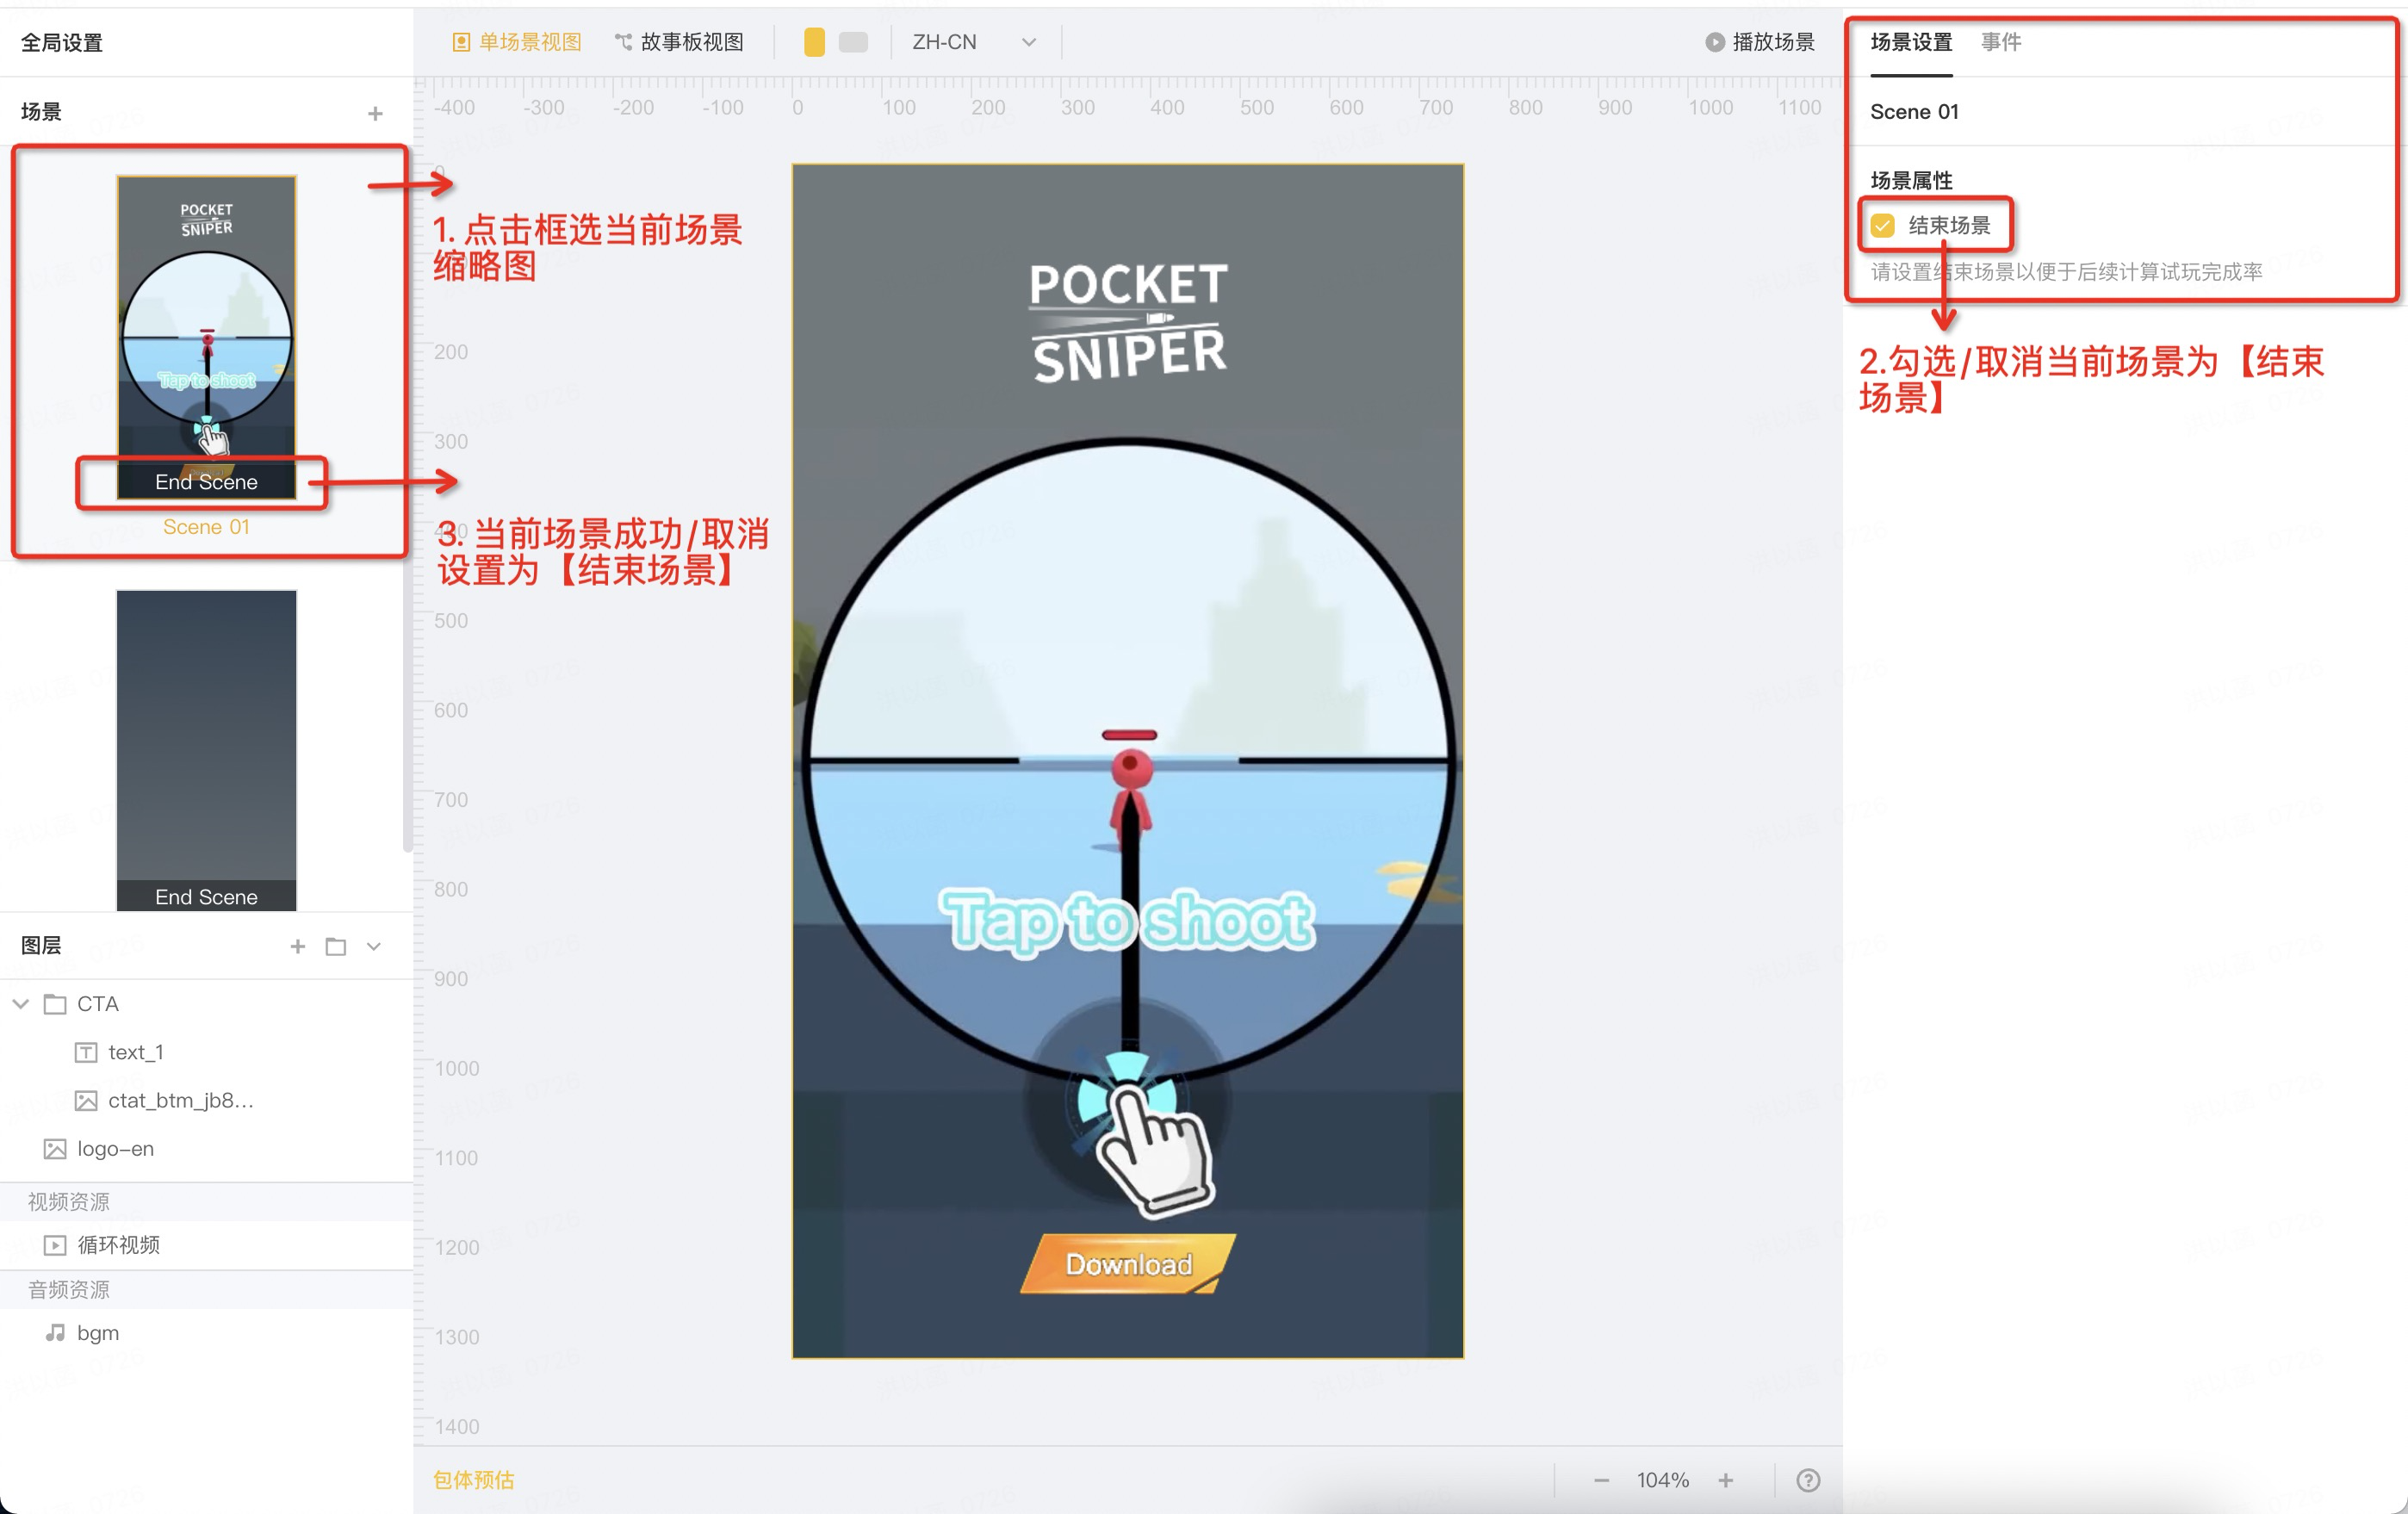 全局设置
单场景视图
故事板视图
ZH-CN
播放场景
场景设置
事件
场景
-400
-300
-200
-100
0
100
200
300
400
500
600
700
800
900
1000
1100
Scene 01
场景属性
结束场景
请设置结束场景以便于后续计算试玩完成率
2.勾选/取消当前场景为【结束
场景】
1. 点击框选当前场景
缩略图
POCKET
SNIPER
Tap to shoot
End Scene
Scene 01
3. 当前场景成功/取消
设置为【结束场景】
End Scene
0
200
300
400
500
600
700
800
900
1000
1100
1200
1300
1400
POCKET
SNIPER
Tap to shoot
Download
图层
CTA
text_1
ctat_btm_jb8...
logo-en
视频资源
循环视频
音频资源
bgm
包体预估
104%